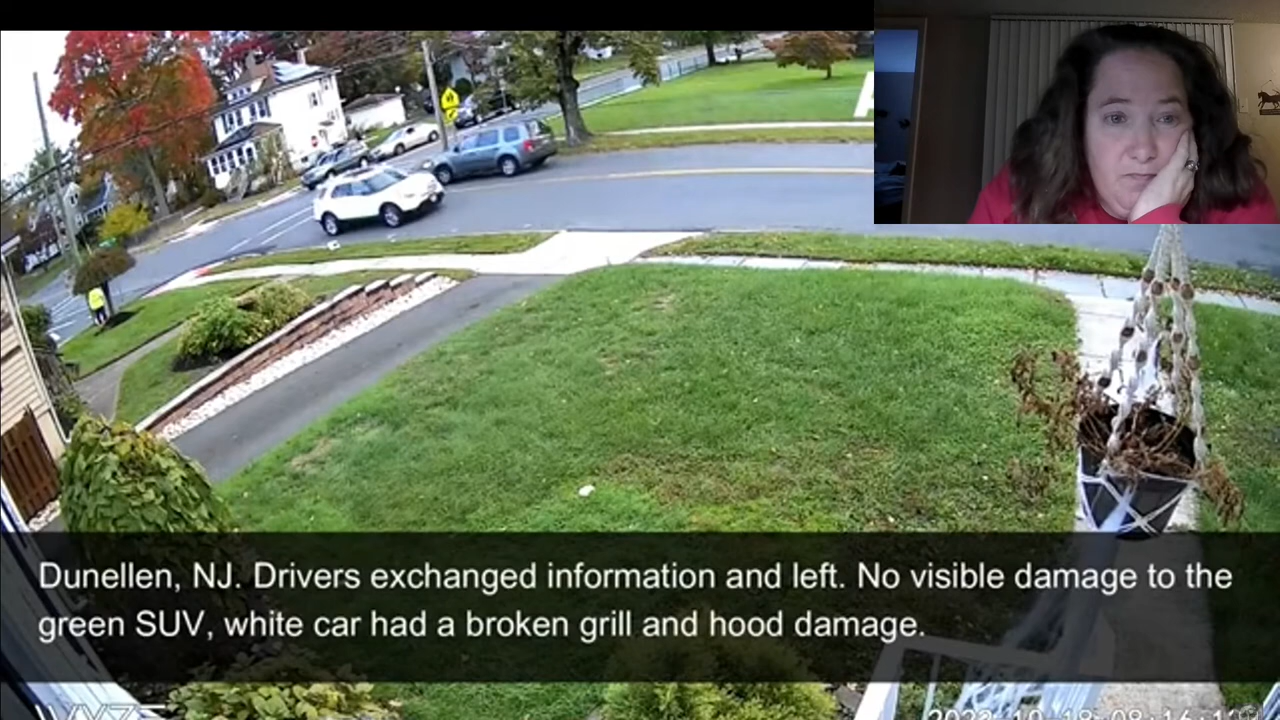 Dunellen, NJ. Drivers exchanged information and left. No visible damage to the
green SUV, white car had a broken grill and hood damage.
WYZE